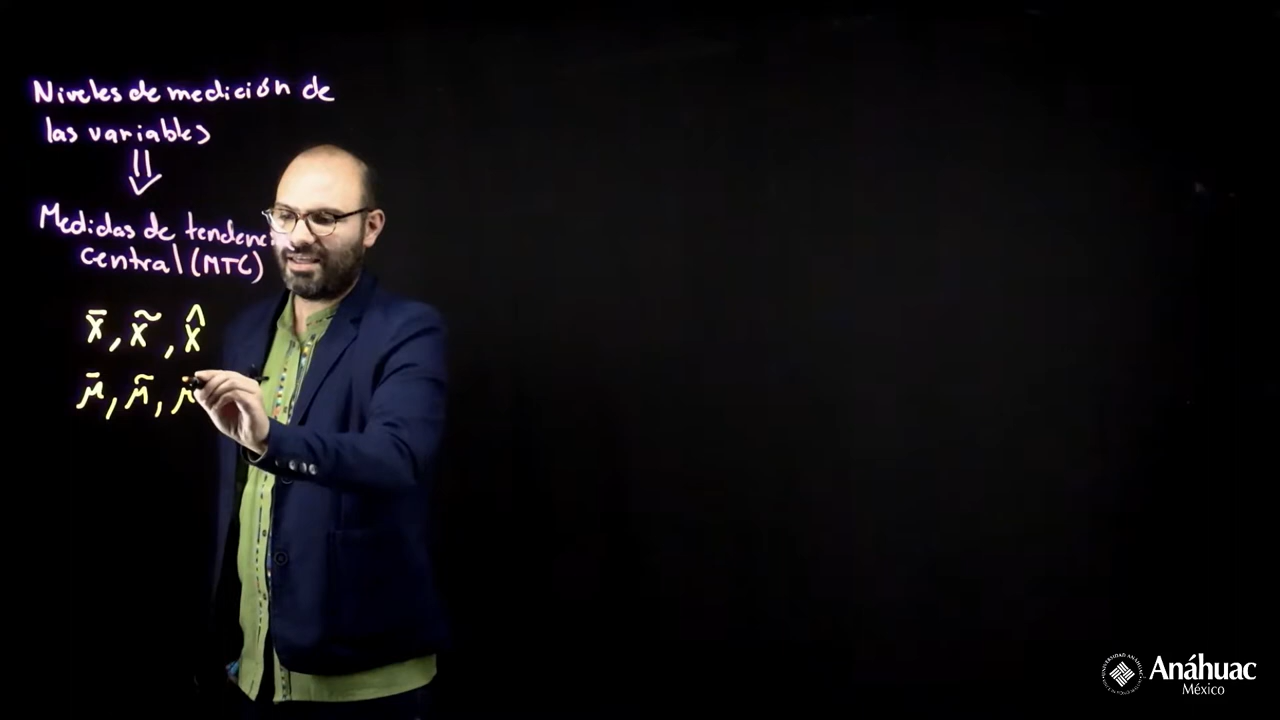 Niveles de medición de
las variables
Medidas de tendenci
central (MTC)
x̄, x̃, x̂
μ̄, μ̃, μ
Anáhuac
México